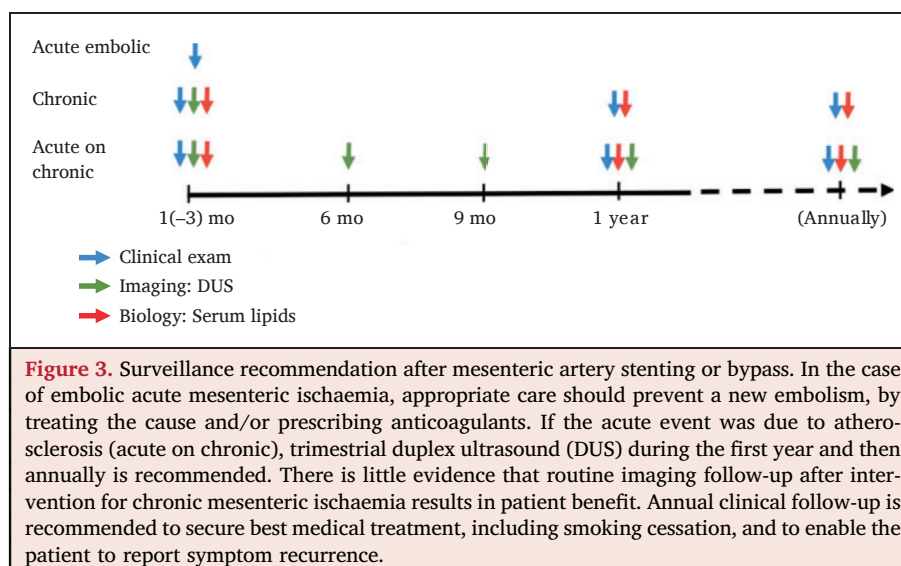 Acute embolic
Chronic
Acute on
chronic
1(–3) mo
6 mo
9 mo
1 year
(Annually)
Clinical exam
Imaging: DUS
Biology: Serum lipids
Figure 3. Surveillance recommendation after mesenteric artery stenting or bypass. In the case
of embolic acute mesenteric ischaemia, appropriate care should prevent a new embolism, by
treating the cause and/or prescribing anticoagulants. If the acute event was due to athero-
sclerosis (acute on chronic), trimestrial duplex ultrasound (DUS) during the first year and then
annually is recommended. There is little evidence that routine imaging follow-up after inter-
vention for chronic mesenteric ischaemia results in patient benefit. Annual clinical follow-up is
recommended to secure best medical treatment, including smoking cessation, and to enable the
patient to report symptom recurrence.